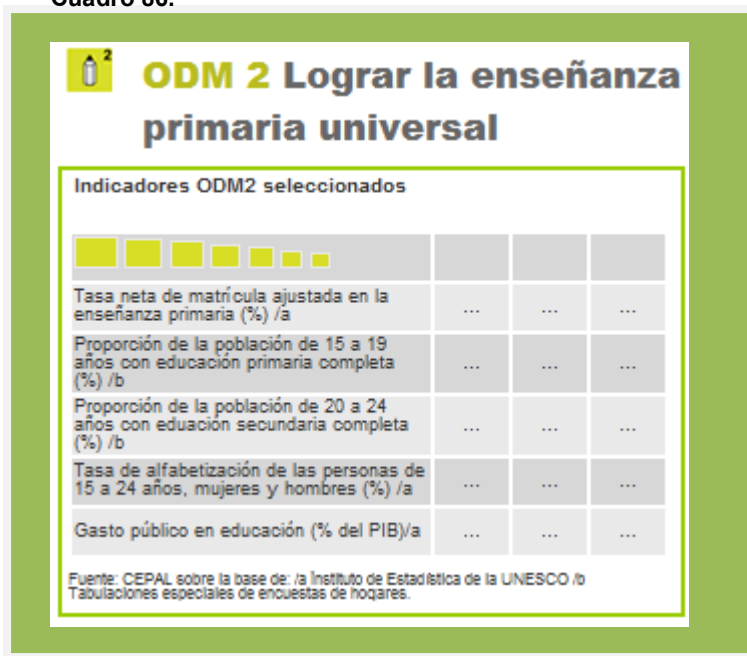 Cuadro 86.
2
ODM 2 Lograr la enseñanza
primaria universal
Indicadores ODM2 seleccionados
Tasa neta de matrícula ajustada en la
enseñanza primaria (%) /a
... ... ...
Proporción de la población de 15 a 19
años con educación primaria completa
(%) /b
... ... ...
Proporción de la población de 20 a 24
años con eduación secundaria completa
(%) /b
... ... ...
Tasa de alfabetización de las personas de
15 a 24 años, mujeres y hombres (%) /a
... ... ...
Gasto público en educación (% del PIB)/a
... ... ...
Fuente: CEPAL sobre la base de: /a Instituto de Estadística de la UNESCO /b
Tabulaciones especiales de encuestas de hogares.